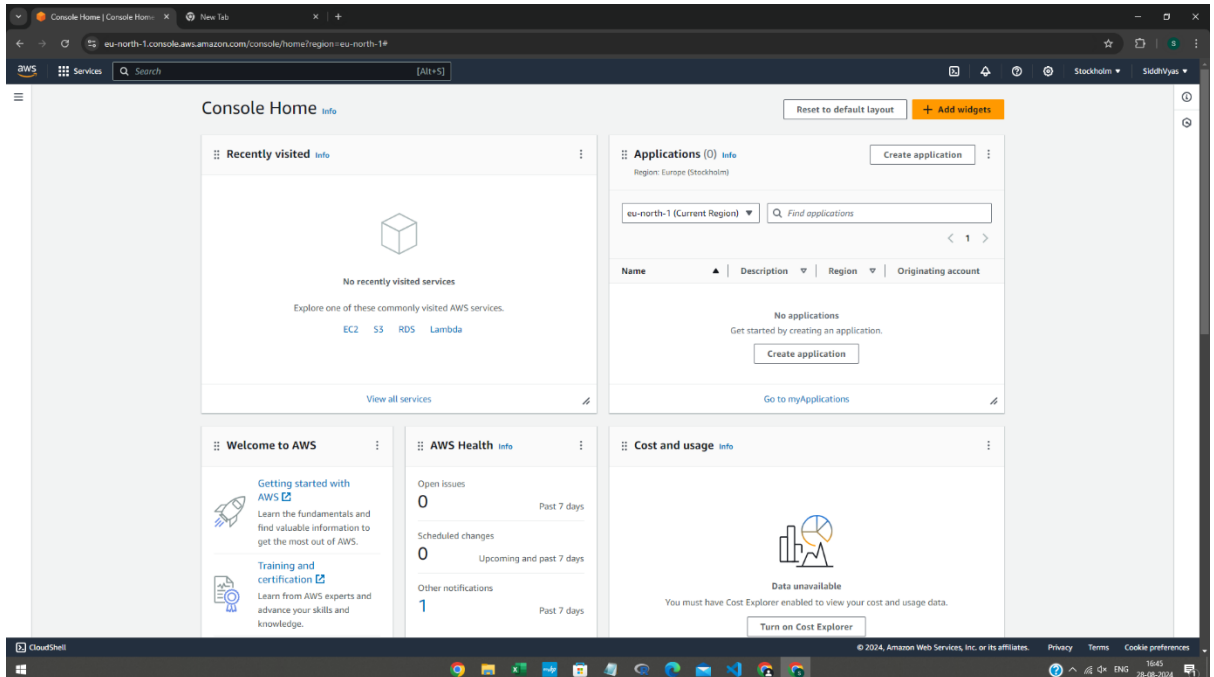 Console Home | Console Home
New Tab
eu-north-1.console.aws.amazon.com/console/home?region=eu-north-1#
S
aws
Services
Search
[Alt+S]
Stockholm
SiddhVyas
Console Home Info
Reset to default layout
+ Add widgets
Recently visited Info
No recently visited services
Explore one of these commonly visited AWS services.
EC2 S3 RDS Lambda
View all services
Applications (0) Info
Region: Europe (Stockholm)
Create application
eu-north-1 (Current Region)
Find applications
1
Name Description Region Originating account
No applications
Get started by creating an application.
Create application
Go to myApplications
Welcome to AWS
Getting started with
AWS
Learn the fundamentals and
find valuable information to
get the most out of AWS.
Training and
certification
Learn from AWS experts and
advance your skills and
knowledge.
AWS Health Info
Open issues
0 Past 7 days
Scheduled changes
0 Upcoming and past 7 days
Other notifications
1 Past 7 days
Cost and usage Info
Data unavailable
You must have Cost Explorer enabled to view your cost and usage data.
Turn on Cost Explorer
CloudShell
© 2024, Amazon Web Services, Inc. or its affiliates.
Privacy Terms Cookie preferences
ENG
16:45
28-08-2024